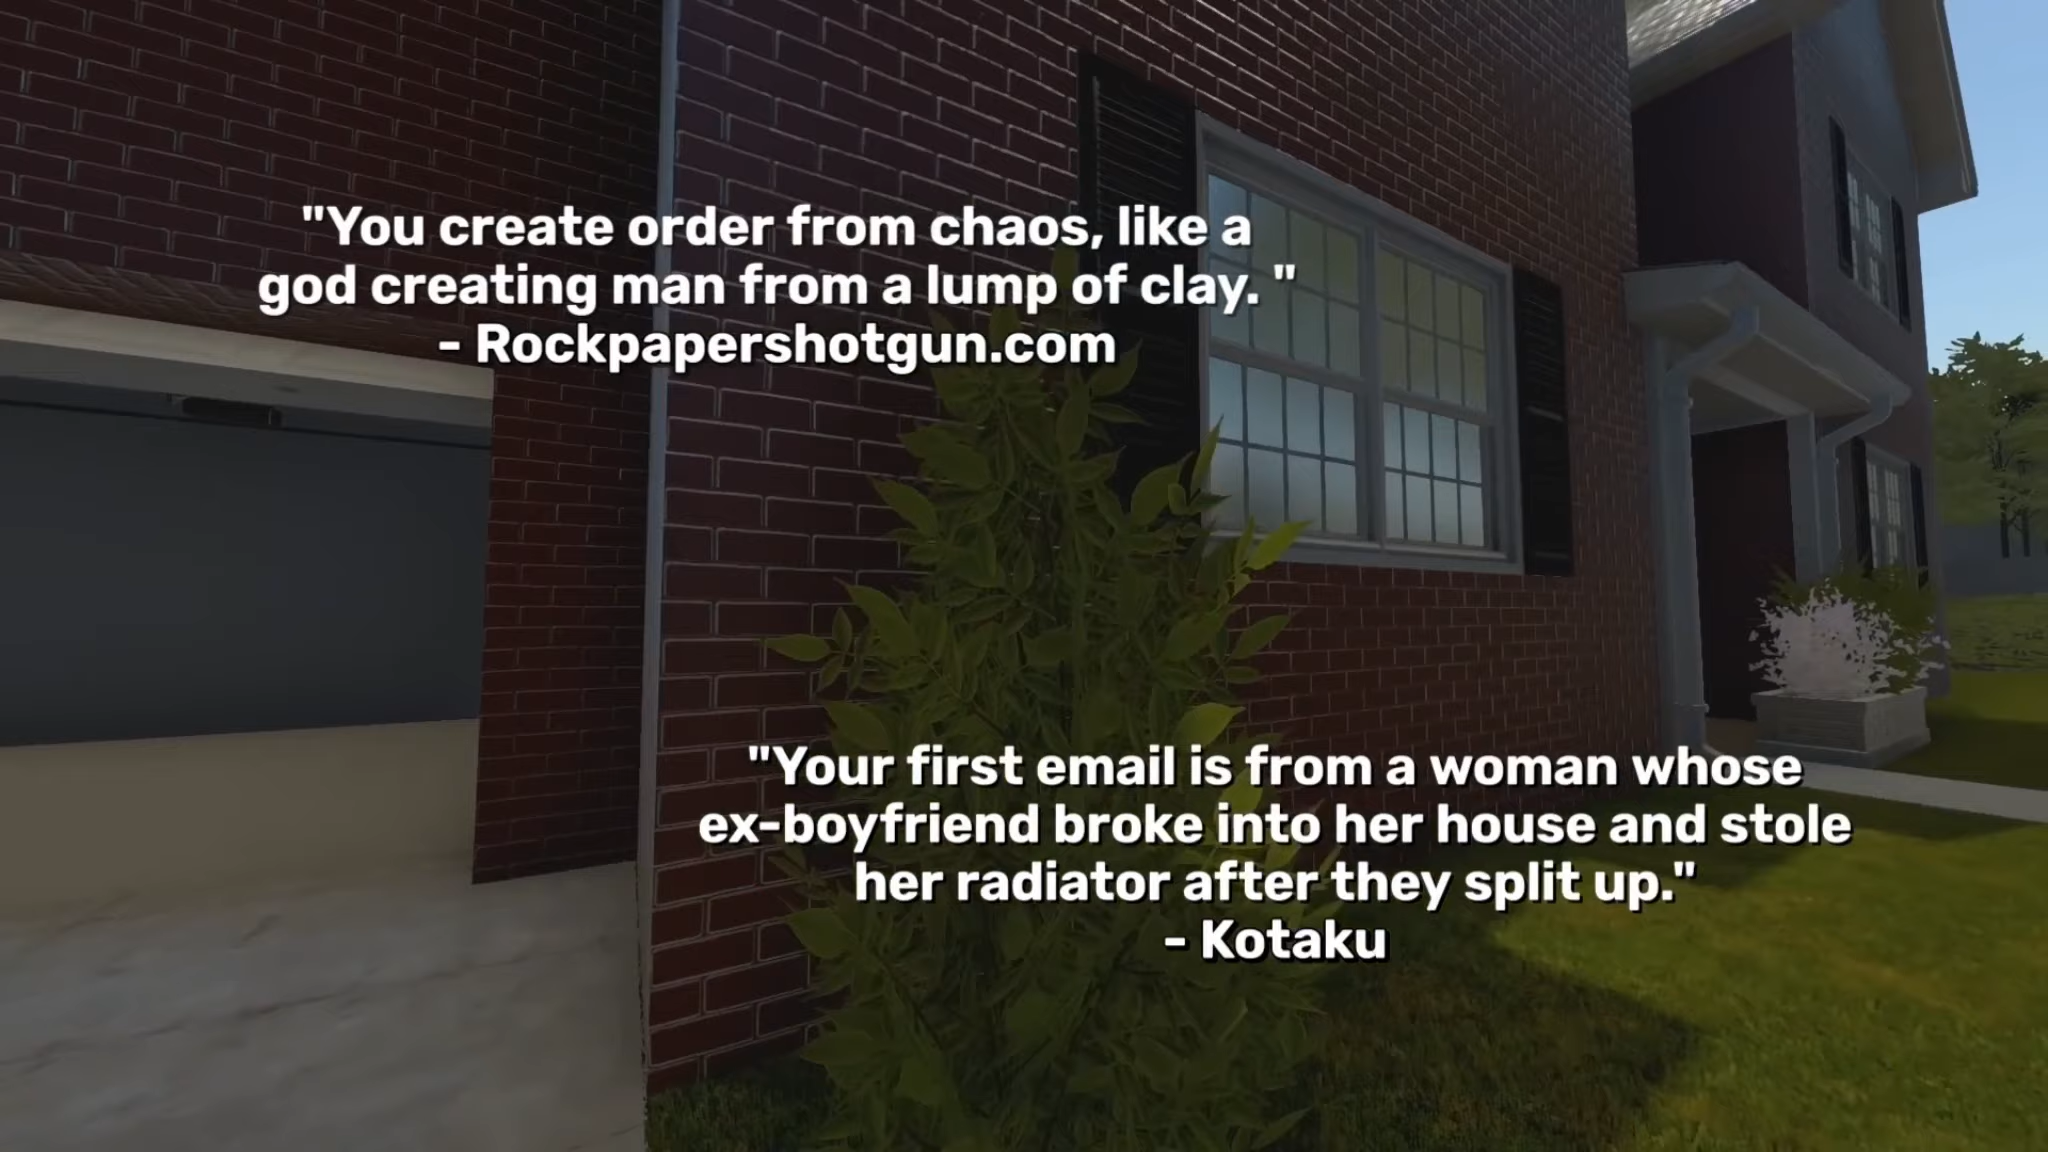 "You create order from chaos, like a
god creating man from a lump of clay. "
- Rockpapershotgun.com
"Your first email is from a woman whose
ex-boyfriend broke into her house and stole
her radiator after they split up."
- Kotaku